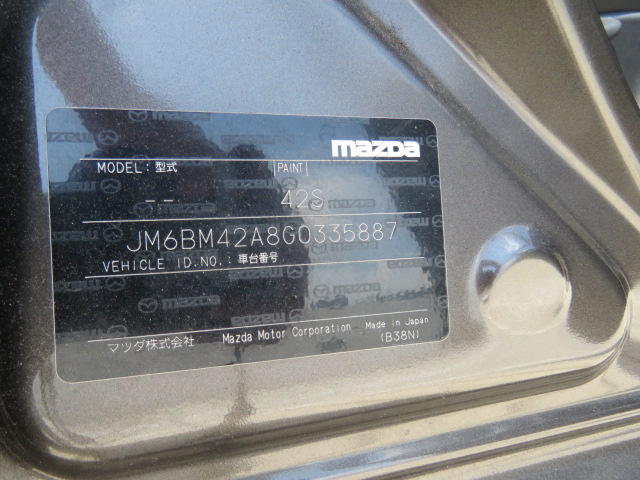 mazda
MODEL: 型式 PAINT
-- 42S
JM6BM42A8G0335887
VEHICLE ID.NO.: 車台番号
マツダ株式会社 Mazda Motor Corporation Made in Japan
(B38N)